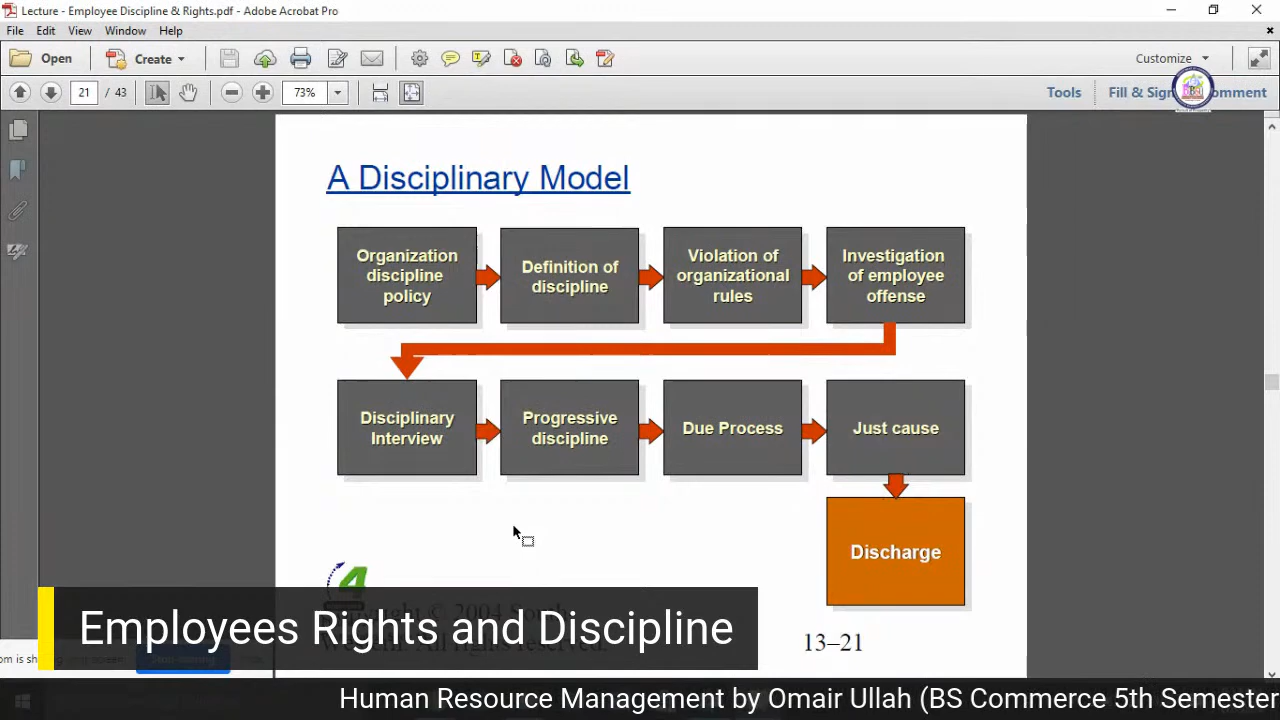 Lecture - Employee Discipline & Rights.pdf - Adobe Acrobat Pro
File Edit View Window Help
Open Create Customize
21 / 43 73% Tools Fill & Sign Comment
A Disciplinary Model
Organization
discipline
policy
Definition of
discipline
Violation of
organizational
rules
Investigation
of employee
offense
Disciplinary
Interview
Progressive
discipline
Due Process
Just cause
Discharge
4
Employees Rights and Discipline
13–21
Human Resource Management by Omair Ullah (BS Commerce 5th Semester